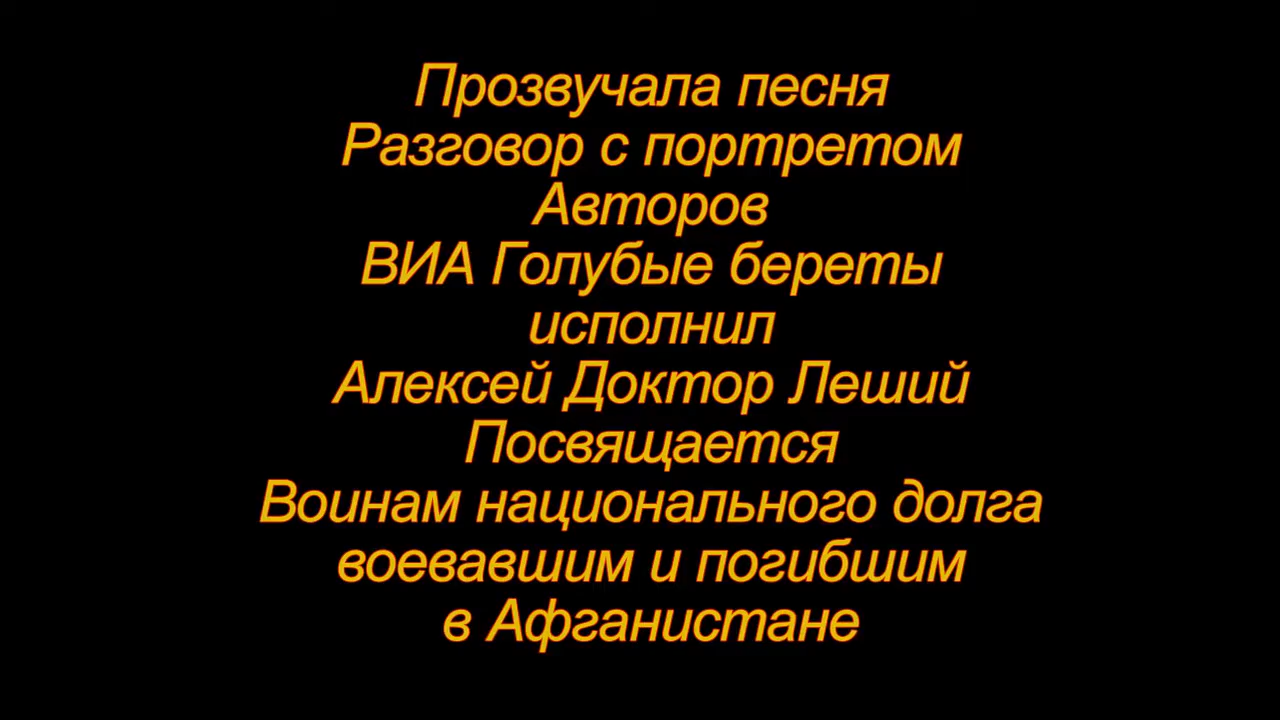 Прозвучала песня
Разговор с портретом
Авторов
ВИА Голубые береты
исполнил
Алексей Доктор Леший
Посвящается
Воинам национального долга
воевавшим и погибшим
в Афганистане